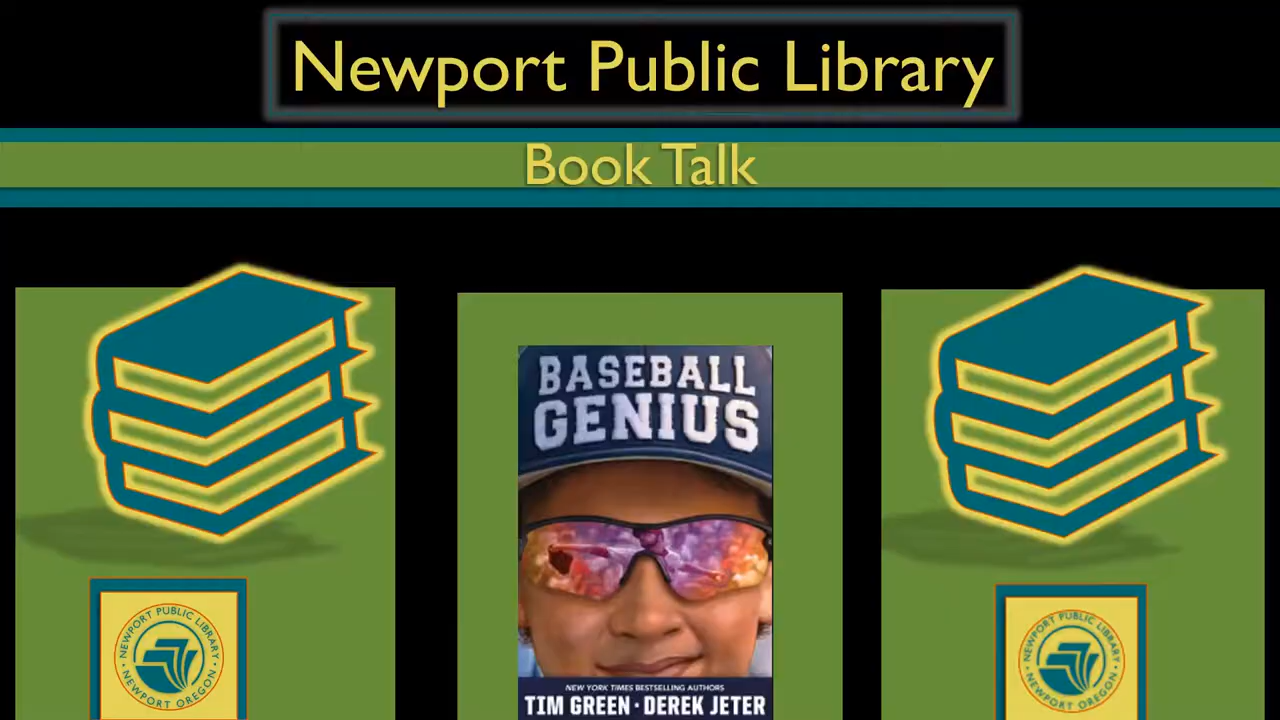 Newport Public Library
Book Talk
BASEBALL
GENIUS
NEW YORK TIMES BESTSELLING AUTHORS
TIM GREEN · DEREK JETER
NEWPORT PUBLIC LIBRARY
• NEWPORT OREGON •
NEWPORT PUBLIC LIBRARY
• NEWPORT OREGON •